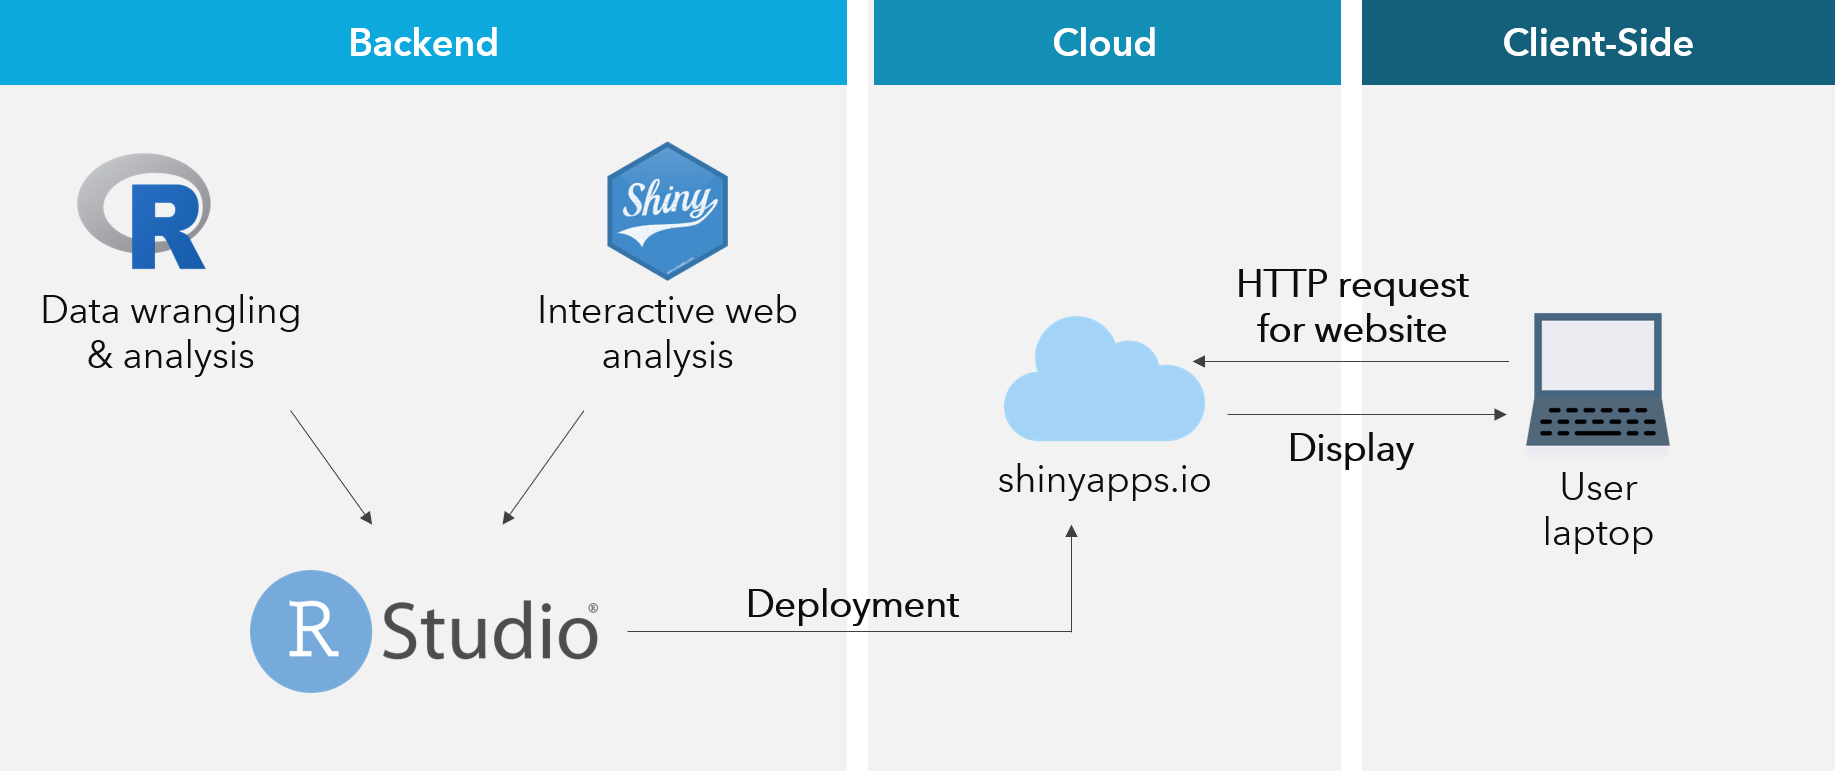 Backend
Cloud
Client-Side
R
Data wrangling
& analysis
Shiny
Interactive web
analysis
R Studio®
Deployment
shinyapps.io
HTTP request
for website
Display
User
laptop